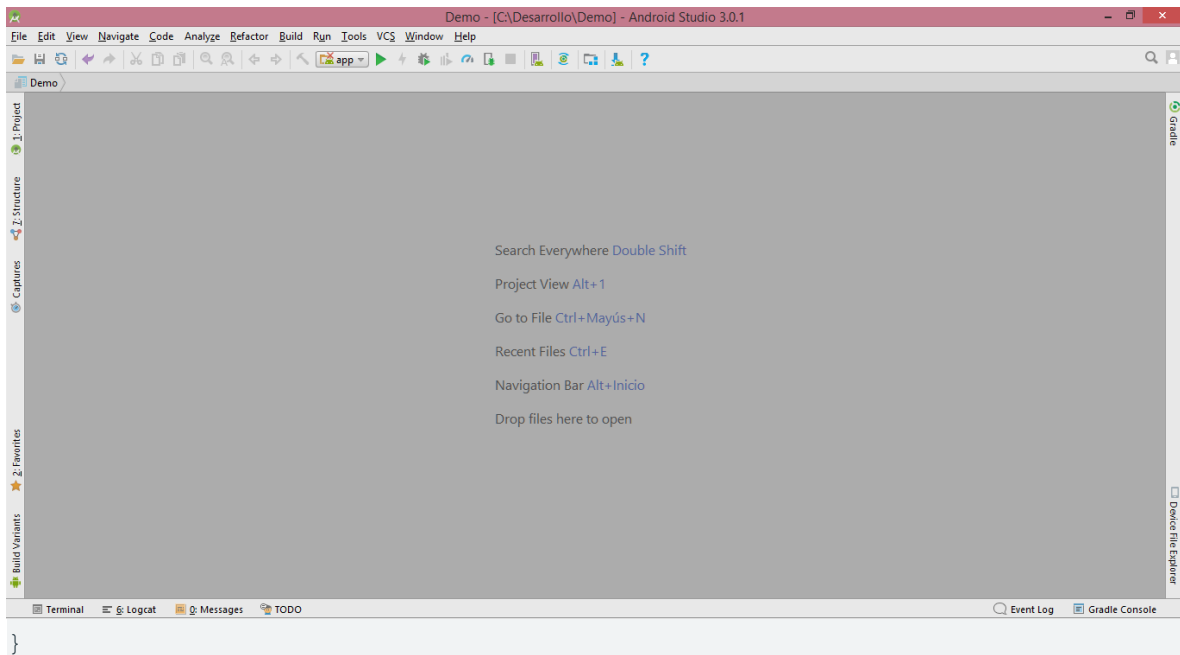 Demo - [C:\Desarrollo\Demo] - Android Studio 3.0.1
File Edit View Navigate Code Analyze Refactor Build Run Tools VCS Window Help
app
Demo
1: Project
7: Structure
Captures
2: Favorites
Build Variants
Search Everywhere Double Shift
Project View Alt+1
Go to File Ctrl+Mayús+N
Recent Files Ctrl+E
Navigation Bar Alt+Inicio
Drop files here to open
Gradle
Device File Explorer
Terminal 6: Logcat 0: Messages TODO Event Log Gradle Console
}